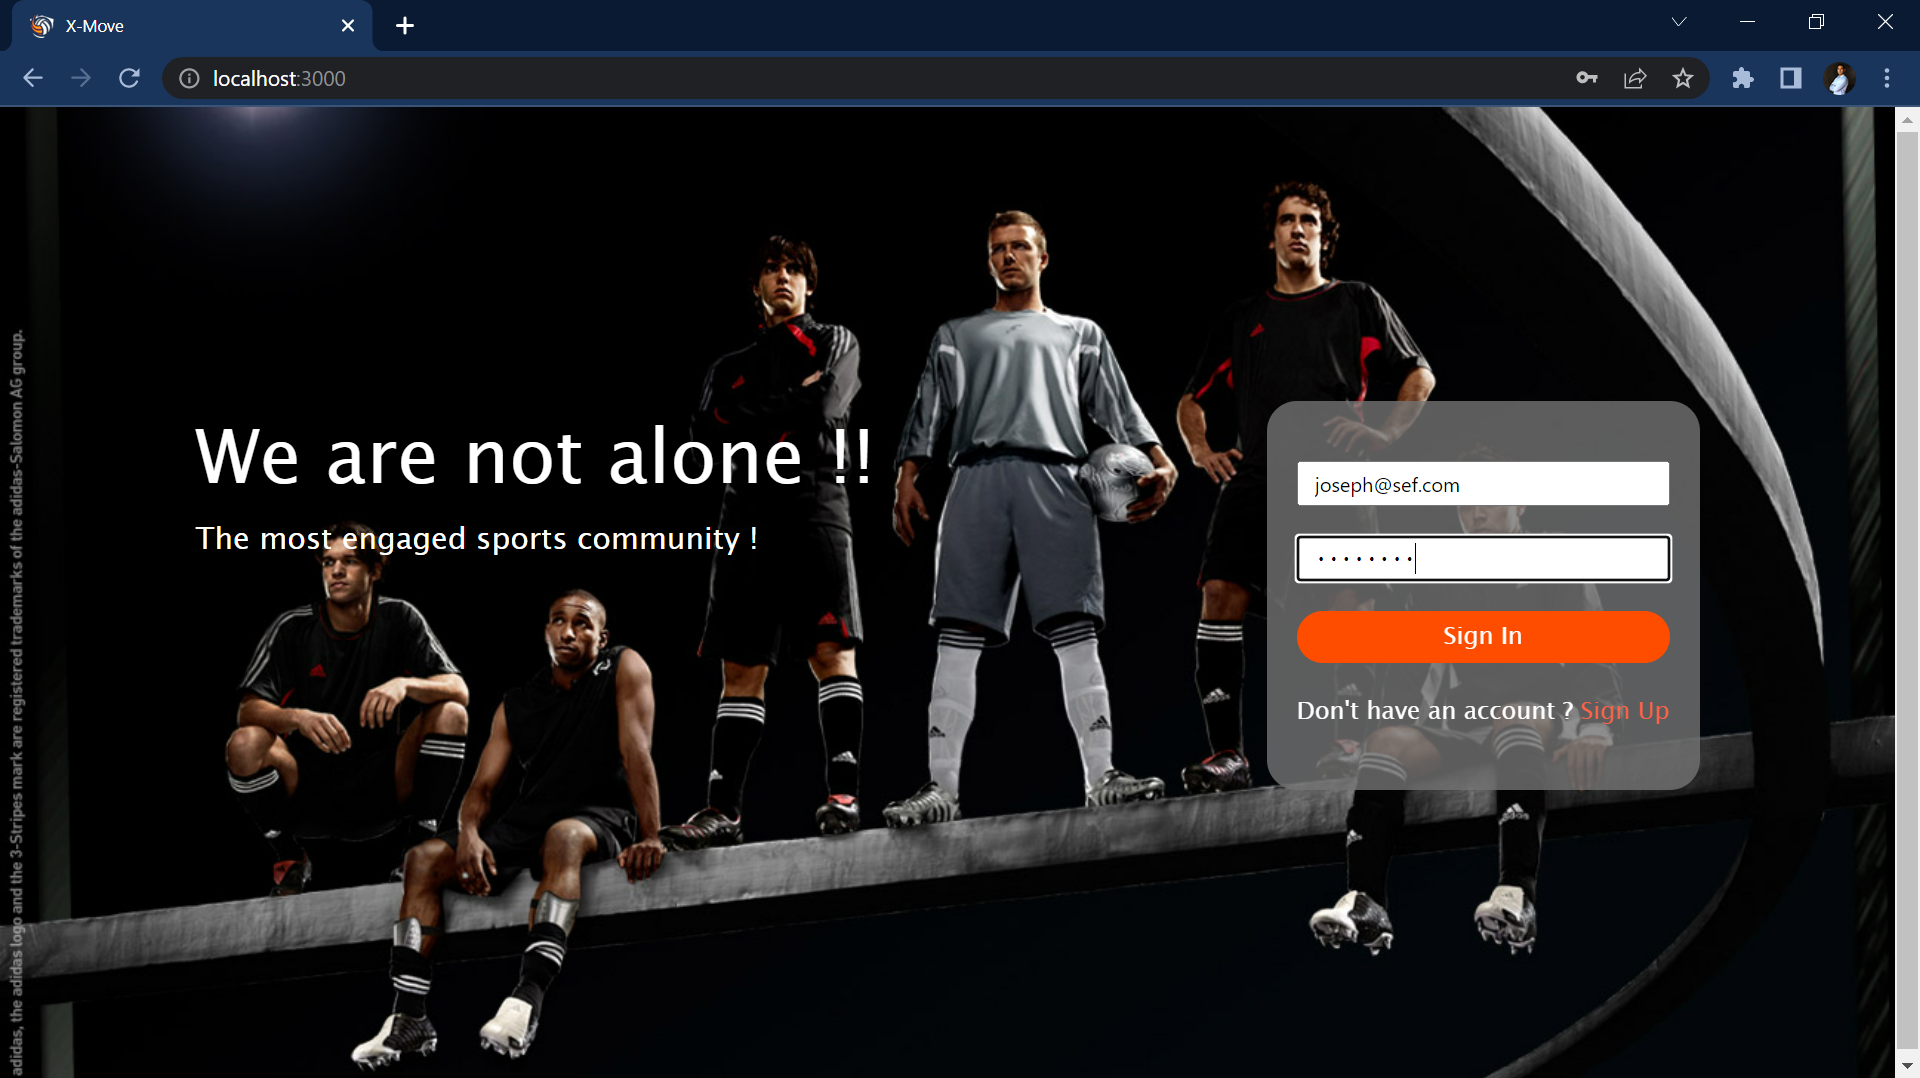 X-Move
localhost:3000
We are not alone !!
The most engaged sports community !
joseph@sef.com
••••••••
Sign In
Don't have an account ? Sign Up
adidas, the adidas logo and the 3-Stripes mark are registered trademarks of the adidas-Salomon AG group.